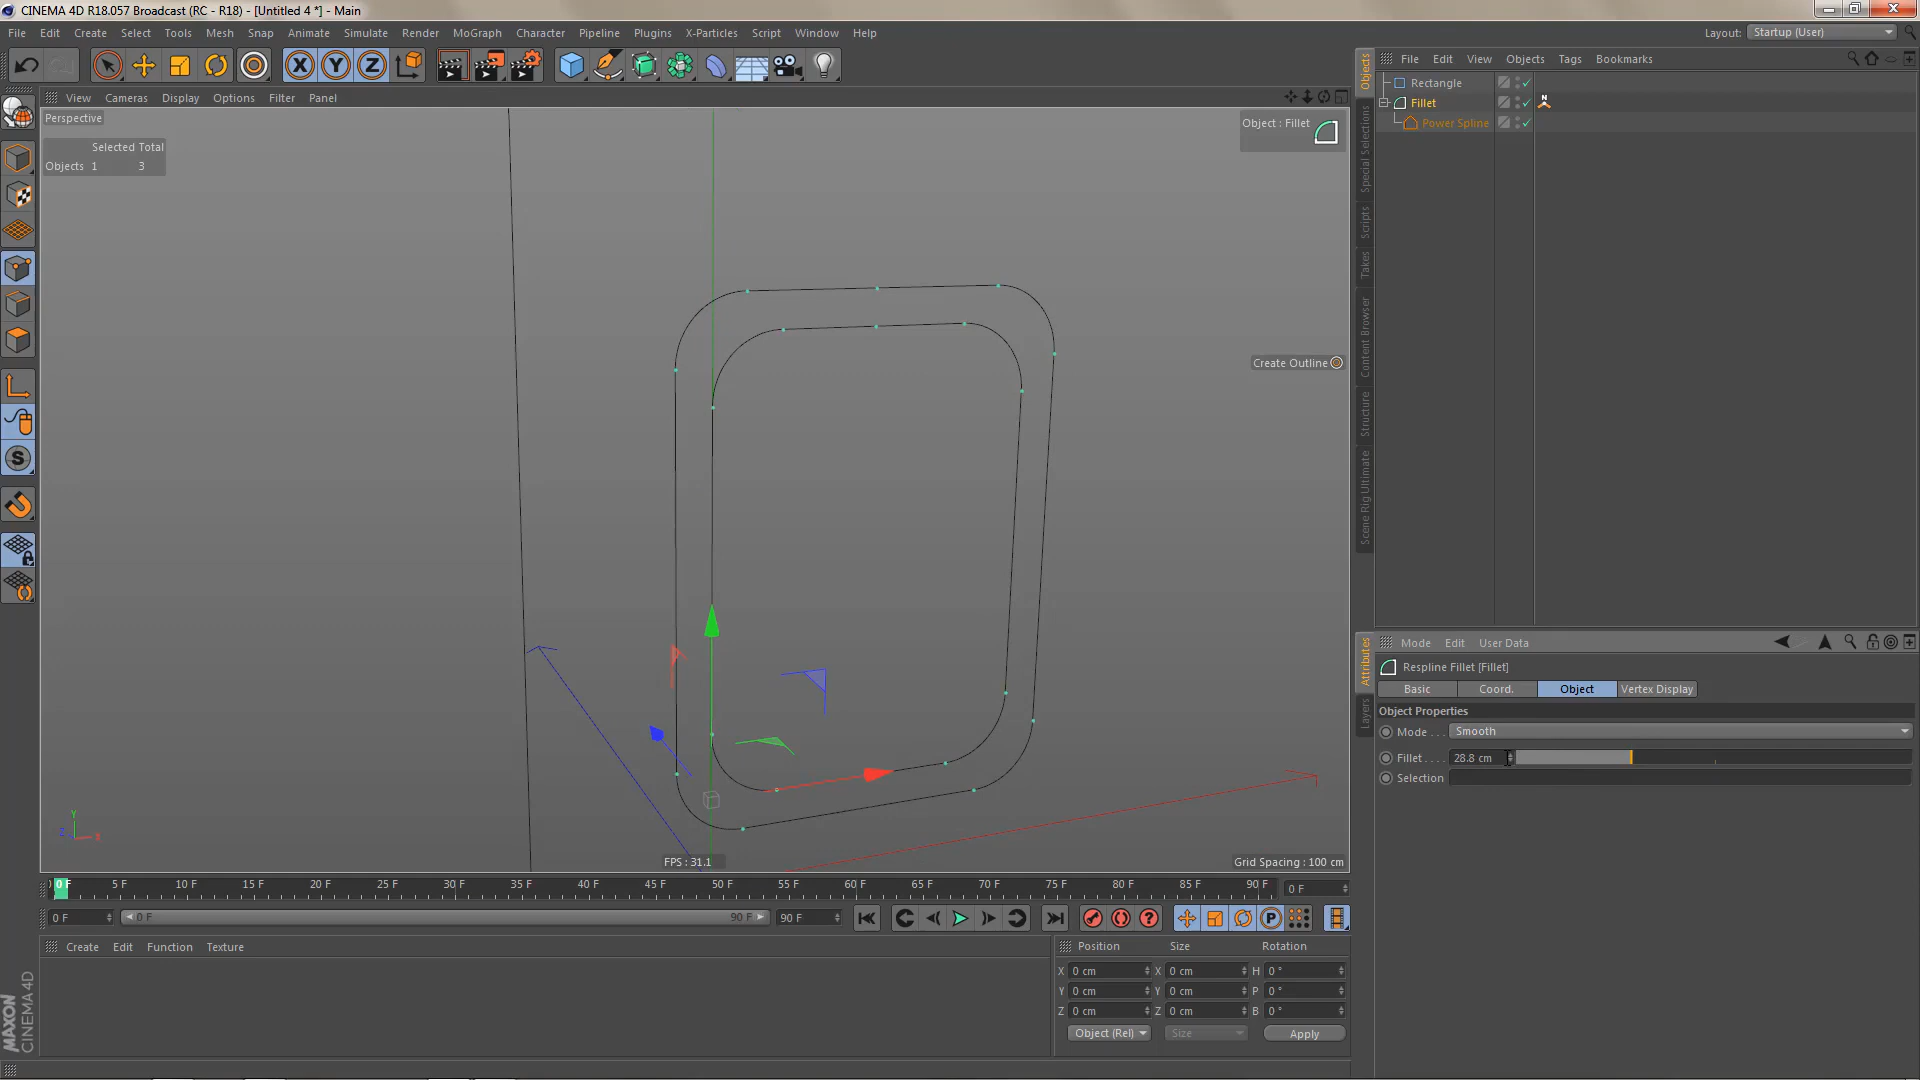 CINEMA 4D R18.057 Broadcast (RC - R18) - [Untitled 4 *] - Main
File Edit Create Select Tools Mesh Snap Animate Simulate Render Plugins MoGraph Character Pipeline Plugins X-Particles Script Window Help
Layout: Startup (User)
View Cameras Display Options Filter Panel
Perspective
Selected Total
Objects 1 3
Object : Fillet
Create Outline
FPS : 31.1
Grid Spacing : 100 cm
Y
Z X
0 F 5 F 10 F 15 F 20 F 25 F 30 F 35 F 40 F 45 F 50 F 55 F 60 F 65 F 70 F 75 F 80 F 85 F 90 F 0 F
0 F 0 F 90 F 90 F
P
Create Edit Function Texture
Position Size Rotation
X 0 cm X 0 cm H 0 °
Y 0 cm Y 0 cm P 0 °
Z 0 cm Z 0 cm B 0 °
Object (Rel) Size Apply
MAXON
CINEMA 4D
File Edit View Objects Tags Bookmarks
Rectangle
Fillet
Power Spline
Objects
Special Selections
Scripts
Takes
Content Browser
Structure
Scene Rig Ultimate
Attributes
Layers
Mode Edit User Data
Respline Fillet [Fillet]
Basic Coord. Object Vertex Display
Object Properties
Mode . . . Smooth
Fillet . . . . 28.8 cm
Selection